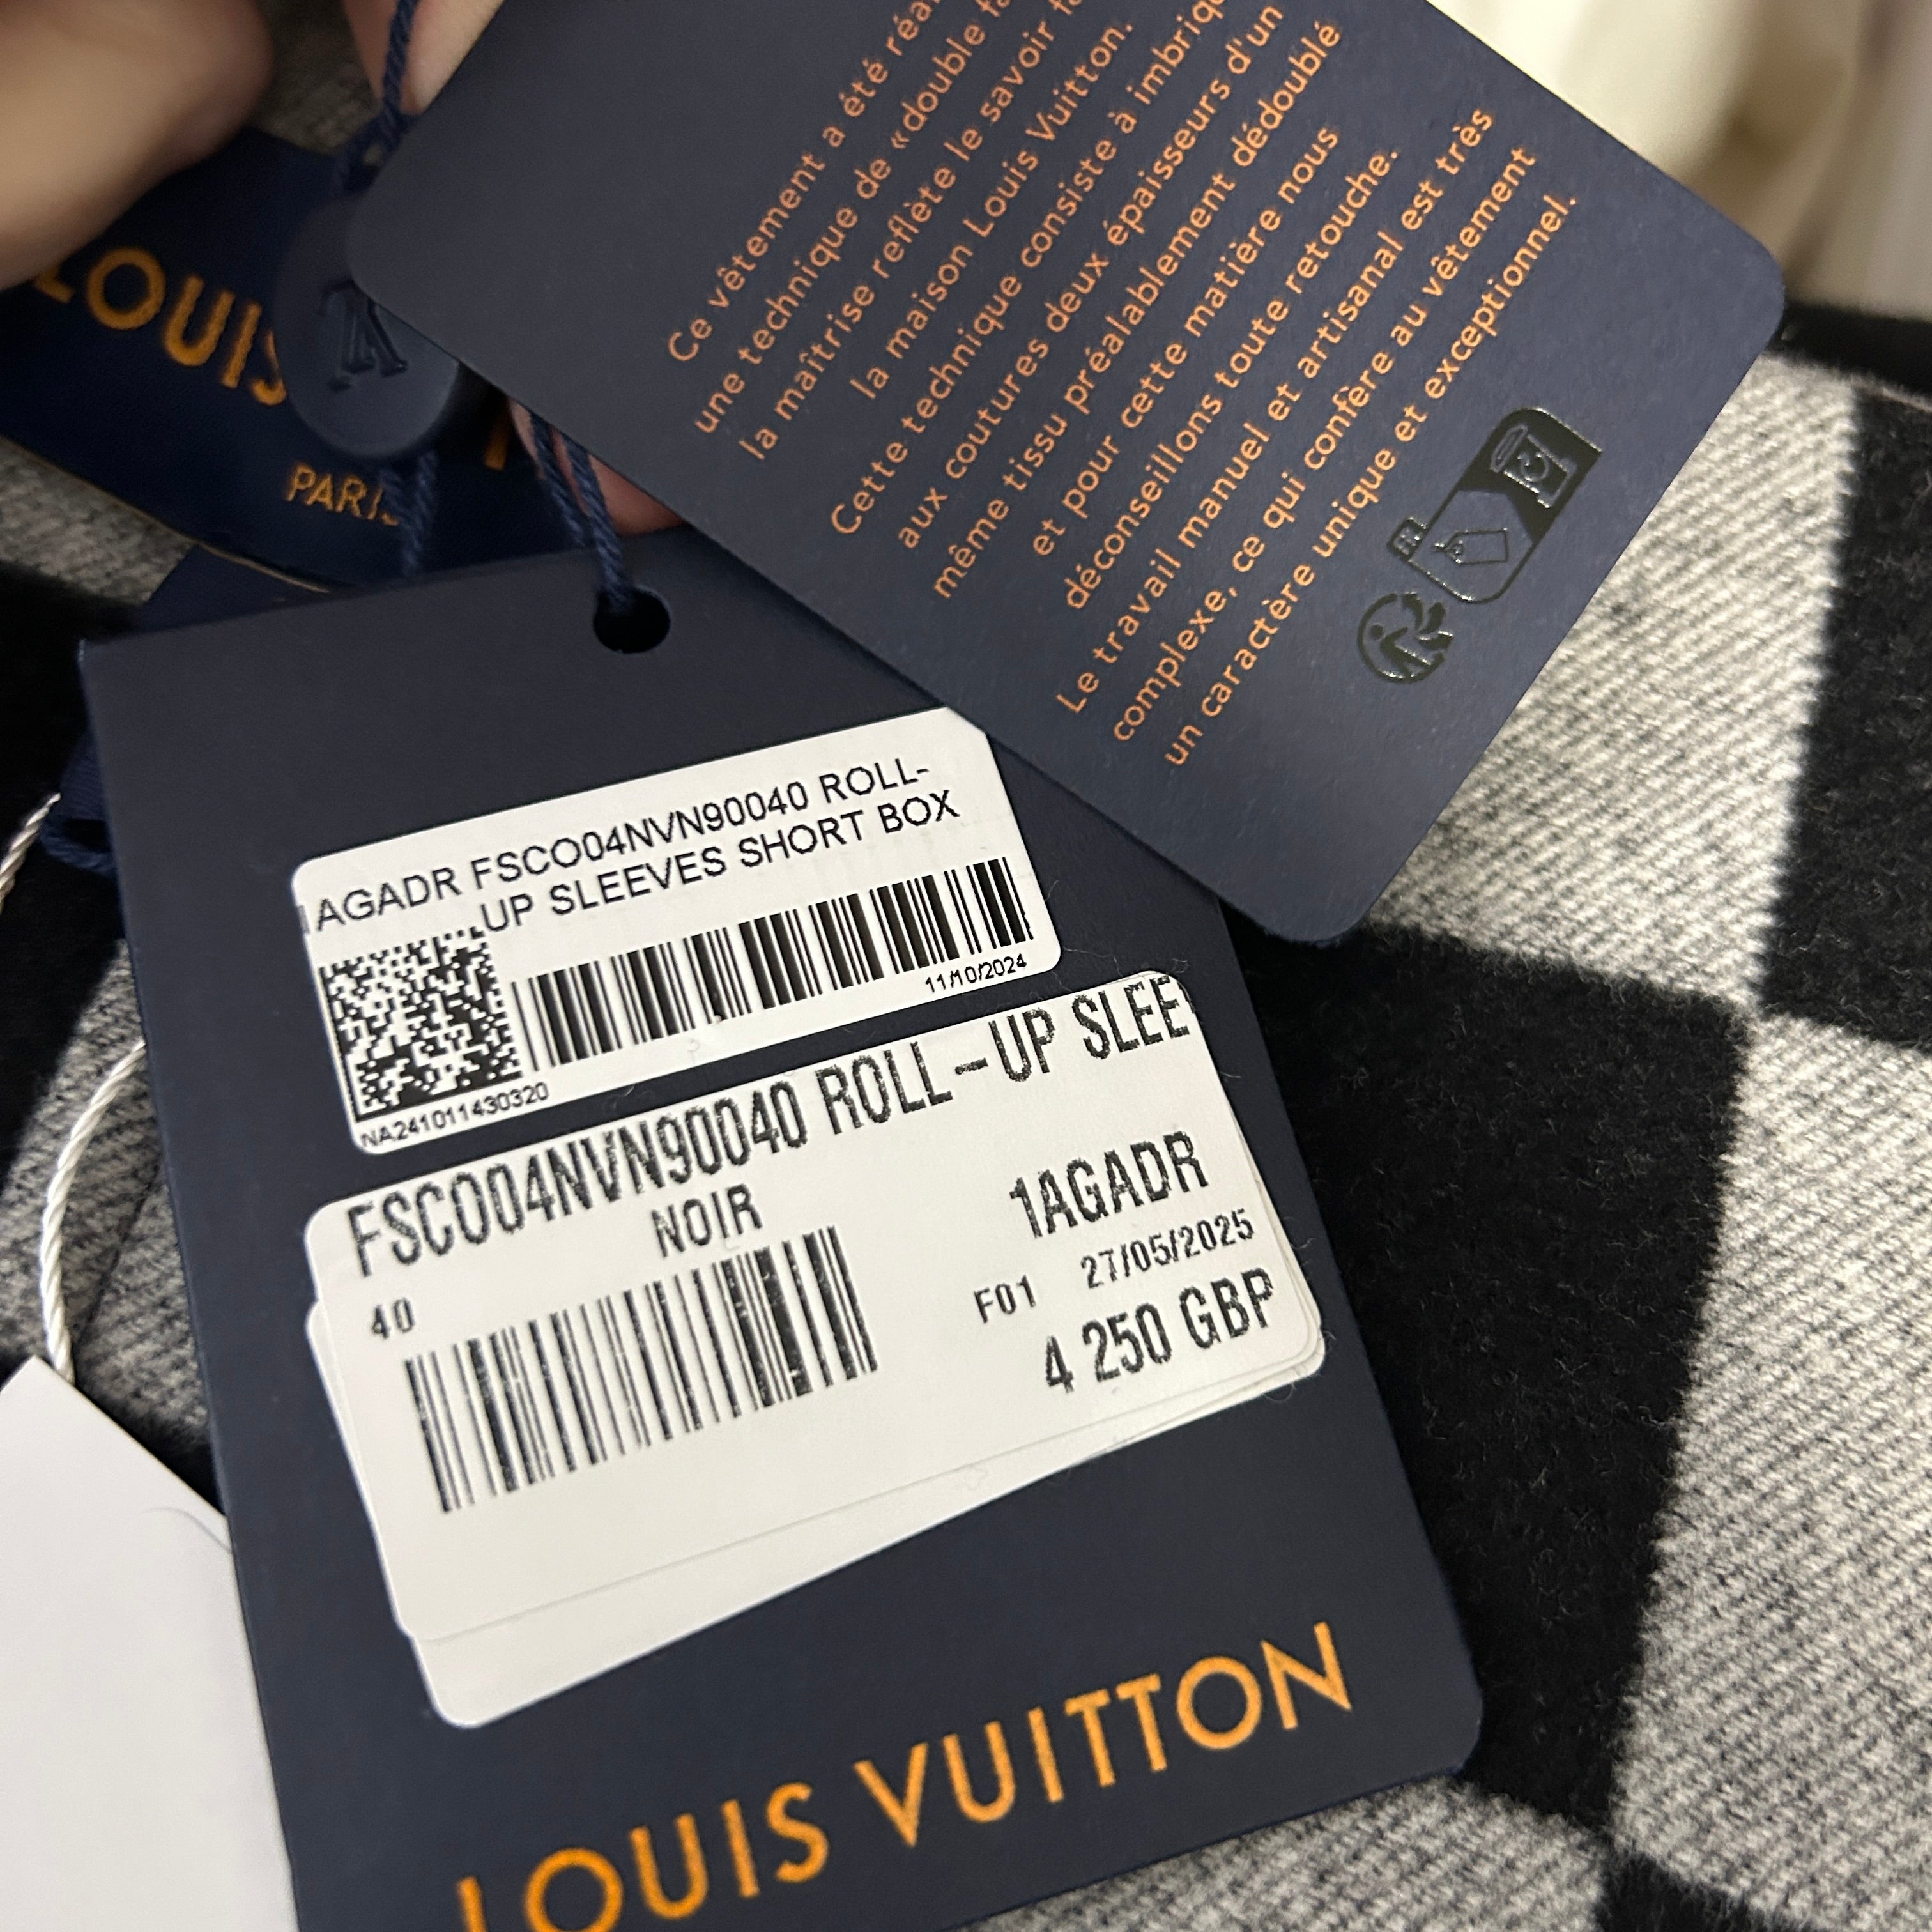 Ce vêtement a été
une technique de «double
la maîtrise reflète le savoir
la maison Louis Vuitton.
Cette technique consiste à
aux coutures deux épaisseurs d'un
même tissu préalablement dédoublé
et pour cette matière nous
déconseillons toute retouche.
Le travail manuel et artisanal est très
complexe, ce qui confère au vêtement
un caractère unique et exceptionnel.
LOUIS
PARIS
1AGADR FSCO04NVN90040 ROLL-
UP SLEEVES SHORT BOX
11/10/2024
NA241011430320
FSCO04NVN90040 ROLL-UP SLEE
NOIR
1AGADR
40
F01 27/05/2025
4 250 GBP
LOUIS VUITTON